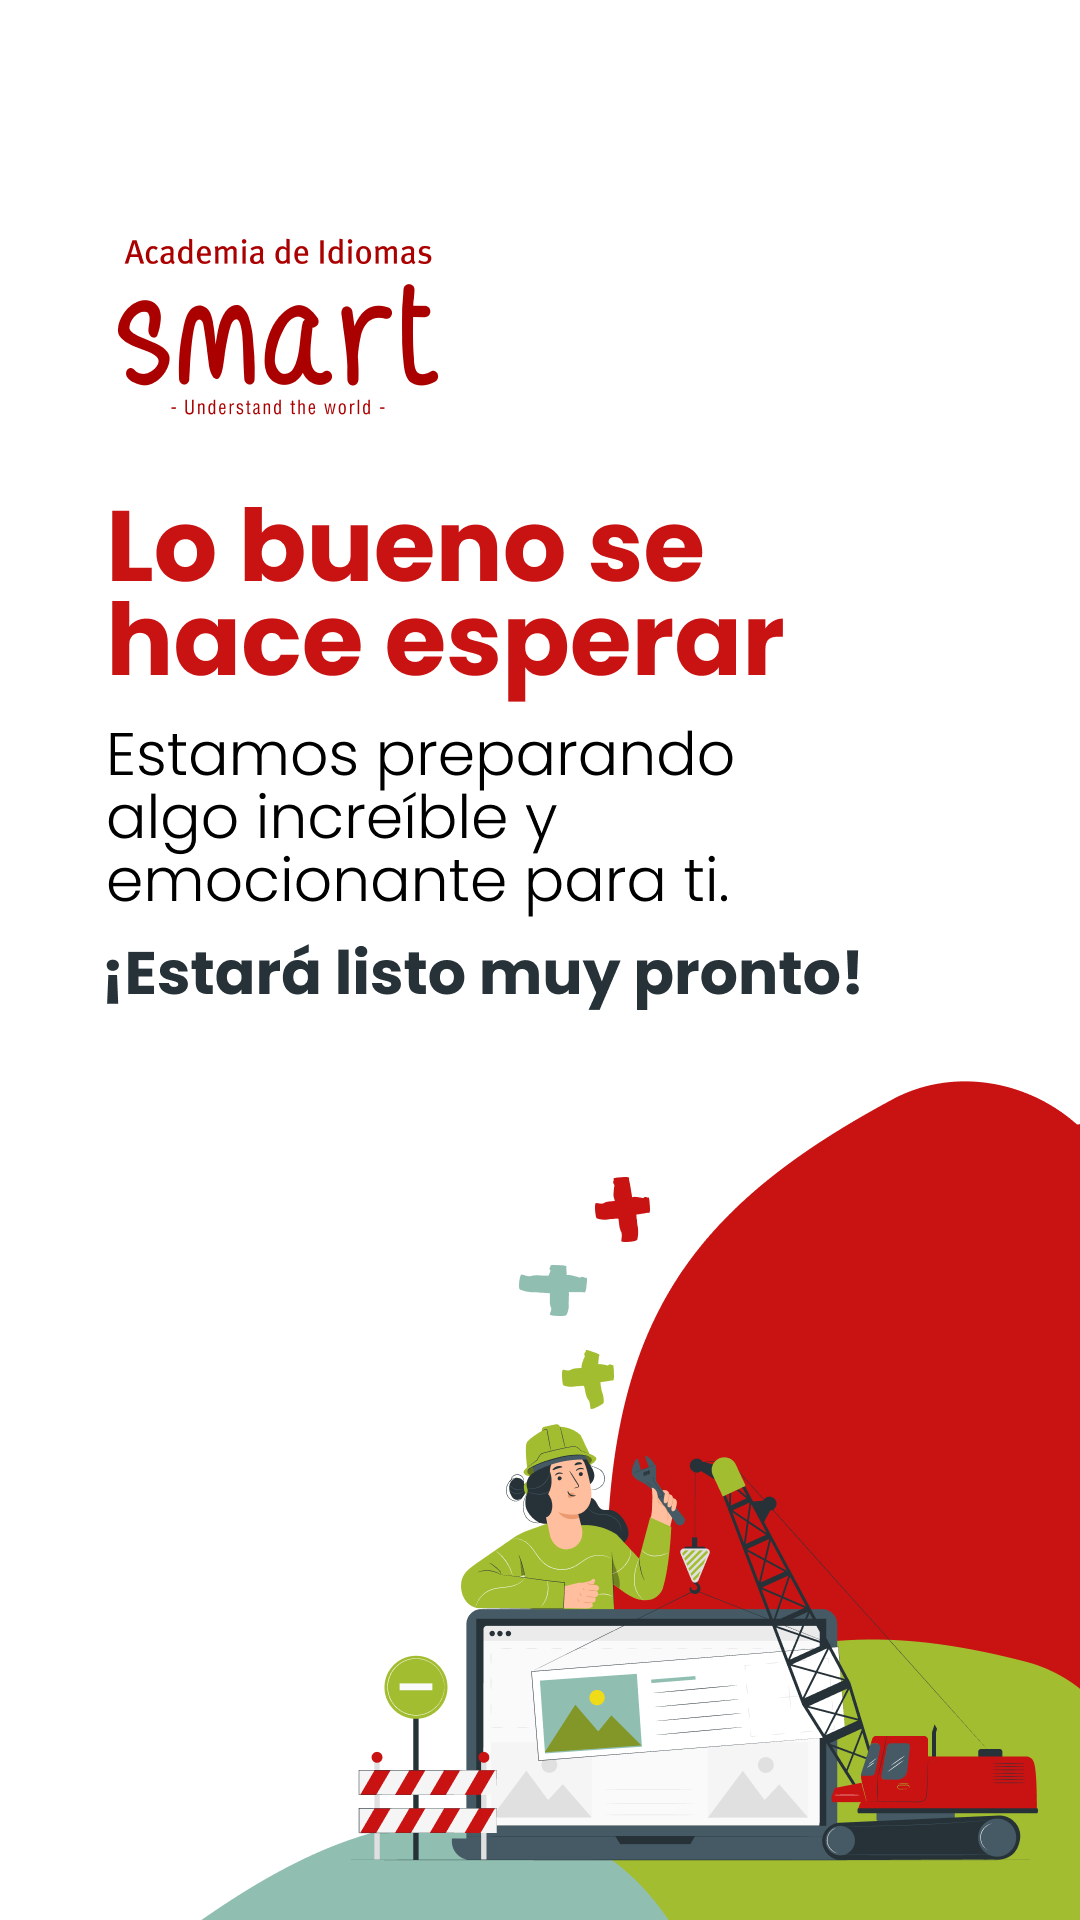 Academia de Idiomas
smart
- Understand the world -
Lo bueno se
hace esperar
Estamos preparando
algo increíble y
emocionante para ti.
¡Estará listo muy pronto!